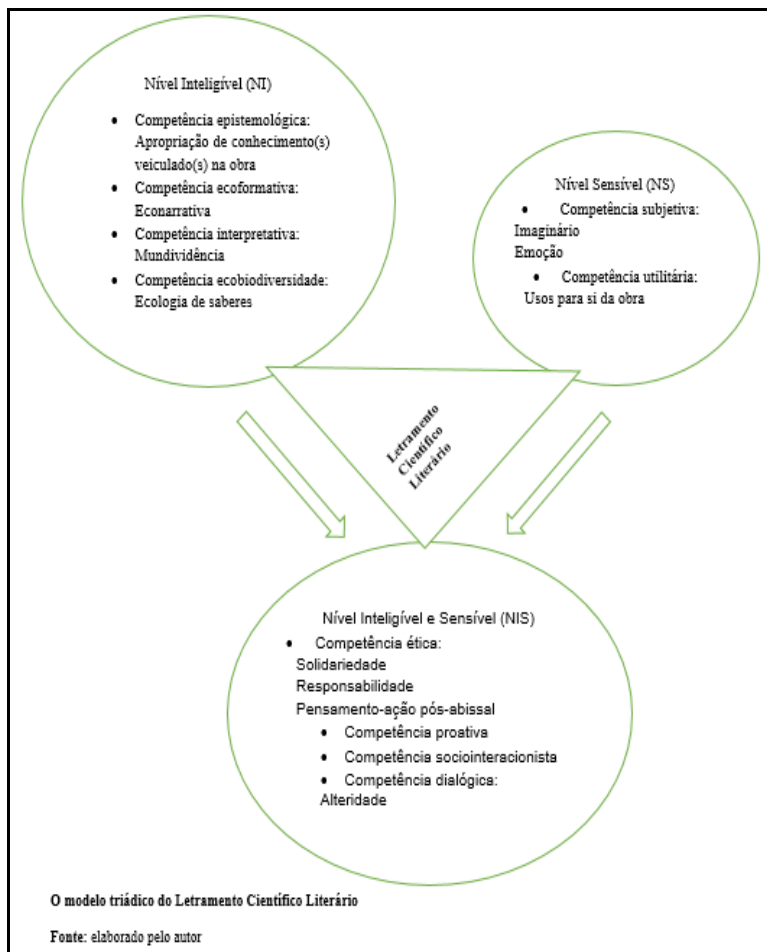 Nível Inteligível (NI)
• Competência epistemológica:
Apropriação de conhecimento(s)
veiculado(s) na obra
• Competência ecoformativa:
Econarrativa
• Competência interpretativa:
Mundividência
• Competência ecobiodiversidade:
Ecologia de saberes
Nível Sensível (NS)
• Competência subjetiva:
Imaginário
Emoção
• Competência utilitária:
Usos para si da obra
Letramento
Científico
Literário
Nível Inteligível e Sensível (NIS)
• Competência ética:
Solidariedade
Responsabilidade
Pensamento-ação pós-abissal
• Competência proativa
• Competência sociointeracionista
• Competência dialógica:
Alteridade
O modelo triádico do Letramento Científico Literário
Fonte: elaborado pelo autor